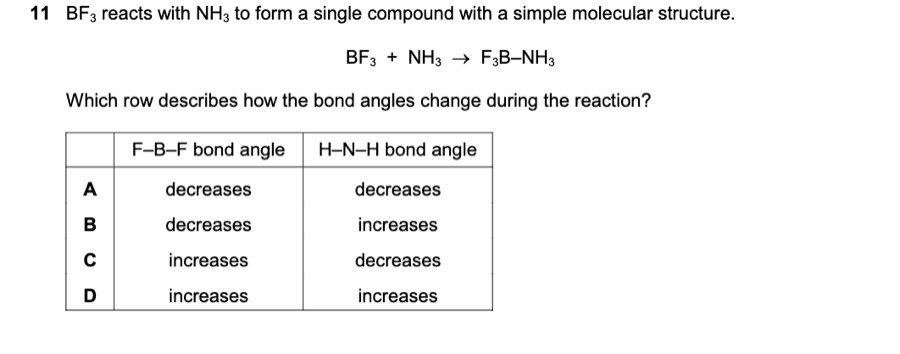 11 BF₃ reacts with NH₃ to form a single compound with a simple molecular structure.
BF₃ + NH₃ → F₃B–NH₃
Which row describes how the bond angles change during the reaction?
F–B–F bond angle H–N–H bond angle
A decreases decreases
B decreases increases
C increases decreases
D increases increases